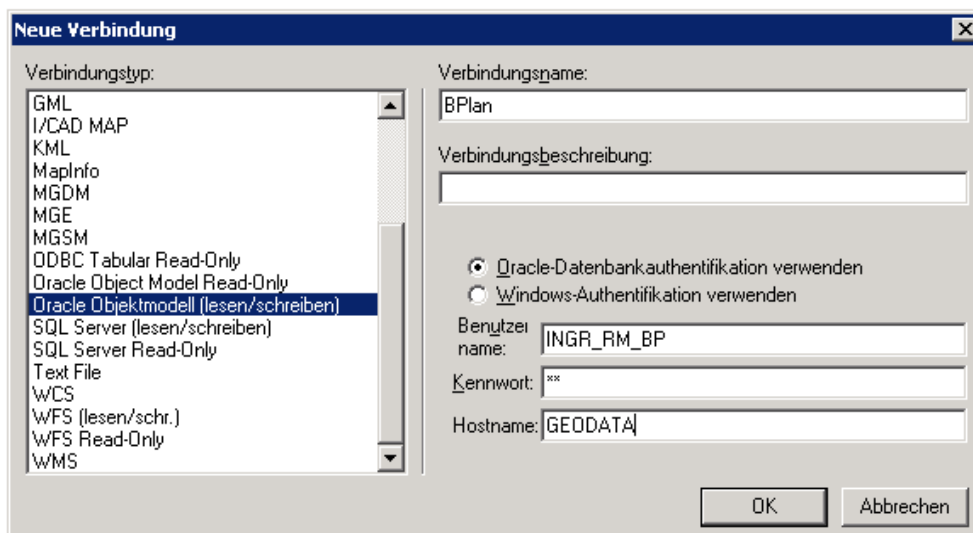 Neue Verbindung
Verbindungstyp:
GML
I/CAD MAP
KML
MapInfo
MGDM
MGE
MGSM
ODBC Tabular Read-Only
Oracle Object Model Read-Only
Oracle Objektmodell (lesen/schreiben)
SQL Server (lesen/schreiben)
SQL Server Read-Only
Text File
WCS
WFS (lesen/schr.)
WFS Read-Only
WMS
Verbindungsname:
BPlan
Verbindungsbeschreibung:
Oracle-Datenbankauthentifikation verwenden
Windows-Authentifikation verwenden
Benutzer
name:
INGR_RM_BP
Kennwort: **
Hostname: GEODATA
OK Abbrechen